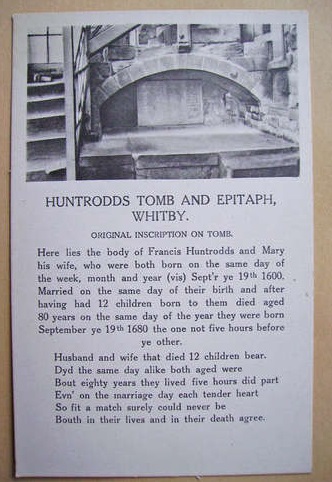 HUNTRODDS TOMB AND EPITAPH,
WHITBY.
ORIGINAL INSCRIPTION ON TOMB.
Here lies the body of Francis Huntrodds and Mary
his wife, who were both born on the same day of
the week, month and year (vis) Sept'r ye 19th 1600.
Married on the same day of their birth and after
having had 12 children born to them died aged
80 years on the same day of the year they were born
September ye 19th 1680 the one not five hours before
ye other.
Husband and wife that died 12 children bear.
Dyd the same day alike both aged were
Bout eighty years they lived five hours did part
Evn' on the marriage day each tender heart
So fit a match surely could never be
Bouth in their lives and in their death agree.